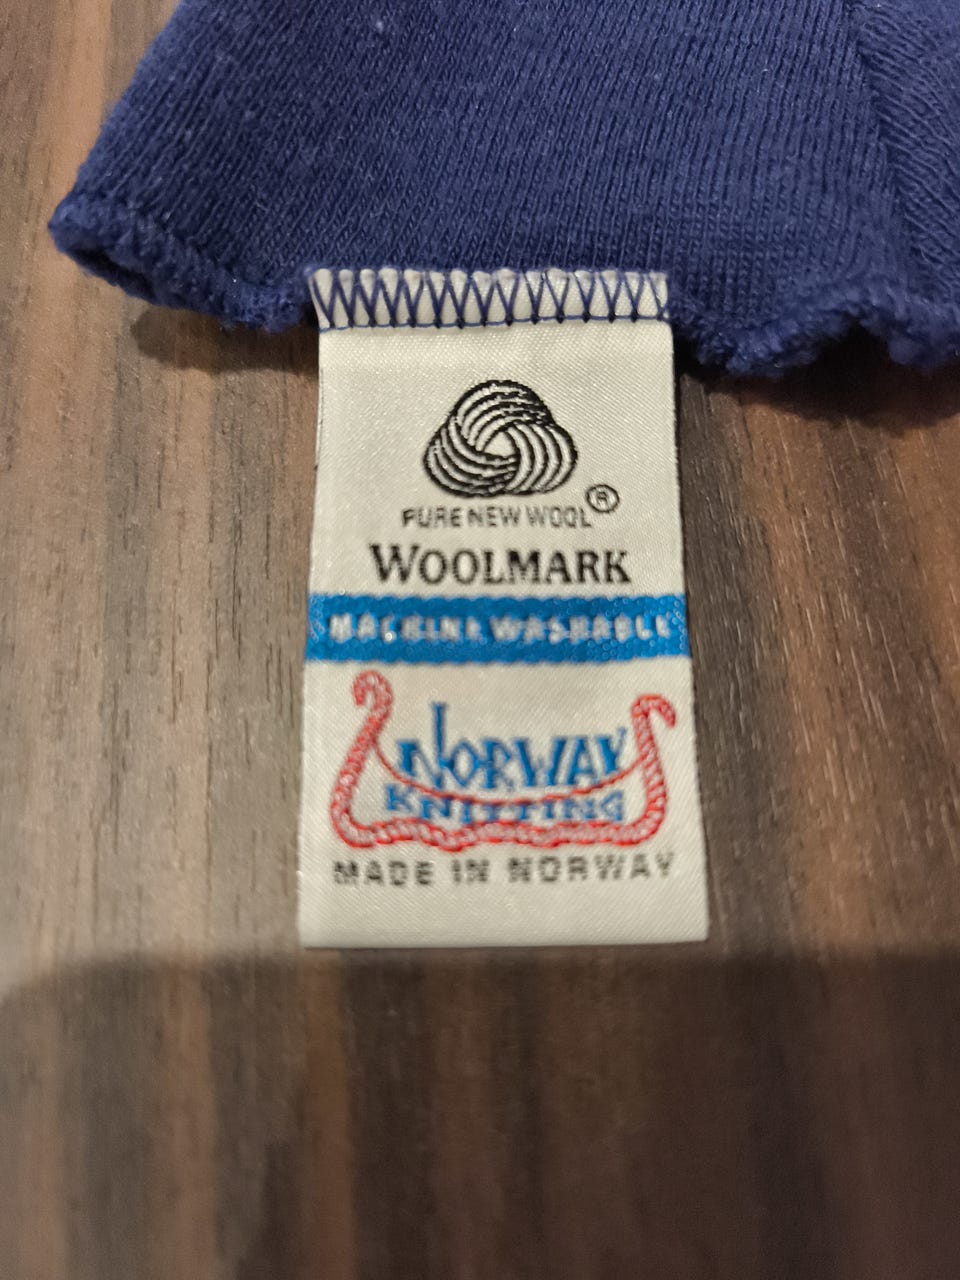 PURE NEW WOOL®
WOOLMARK
MACHINE WASHABLE
NORWAY
KNITTING
MADE IN NORWAY